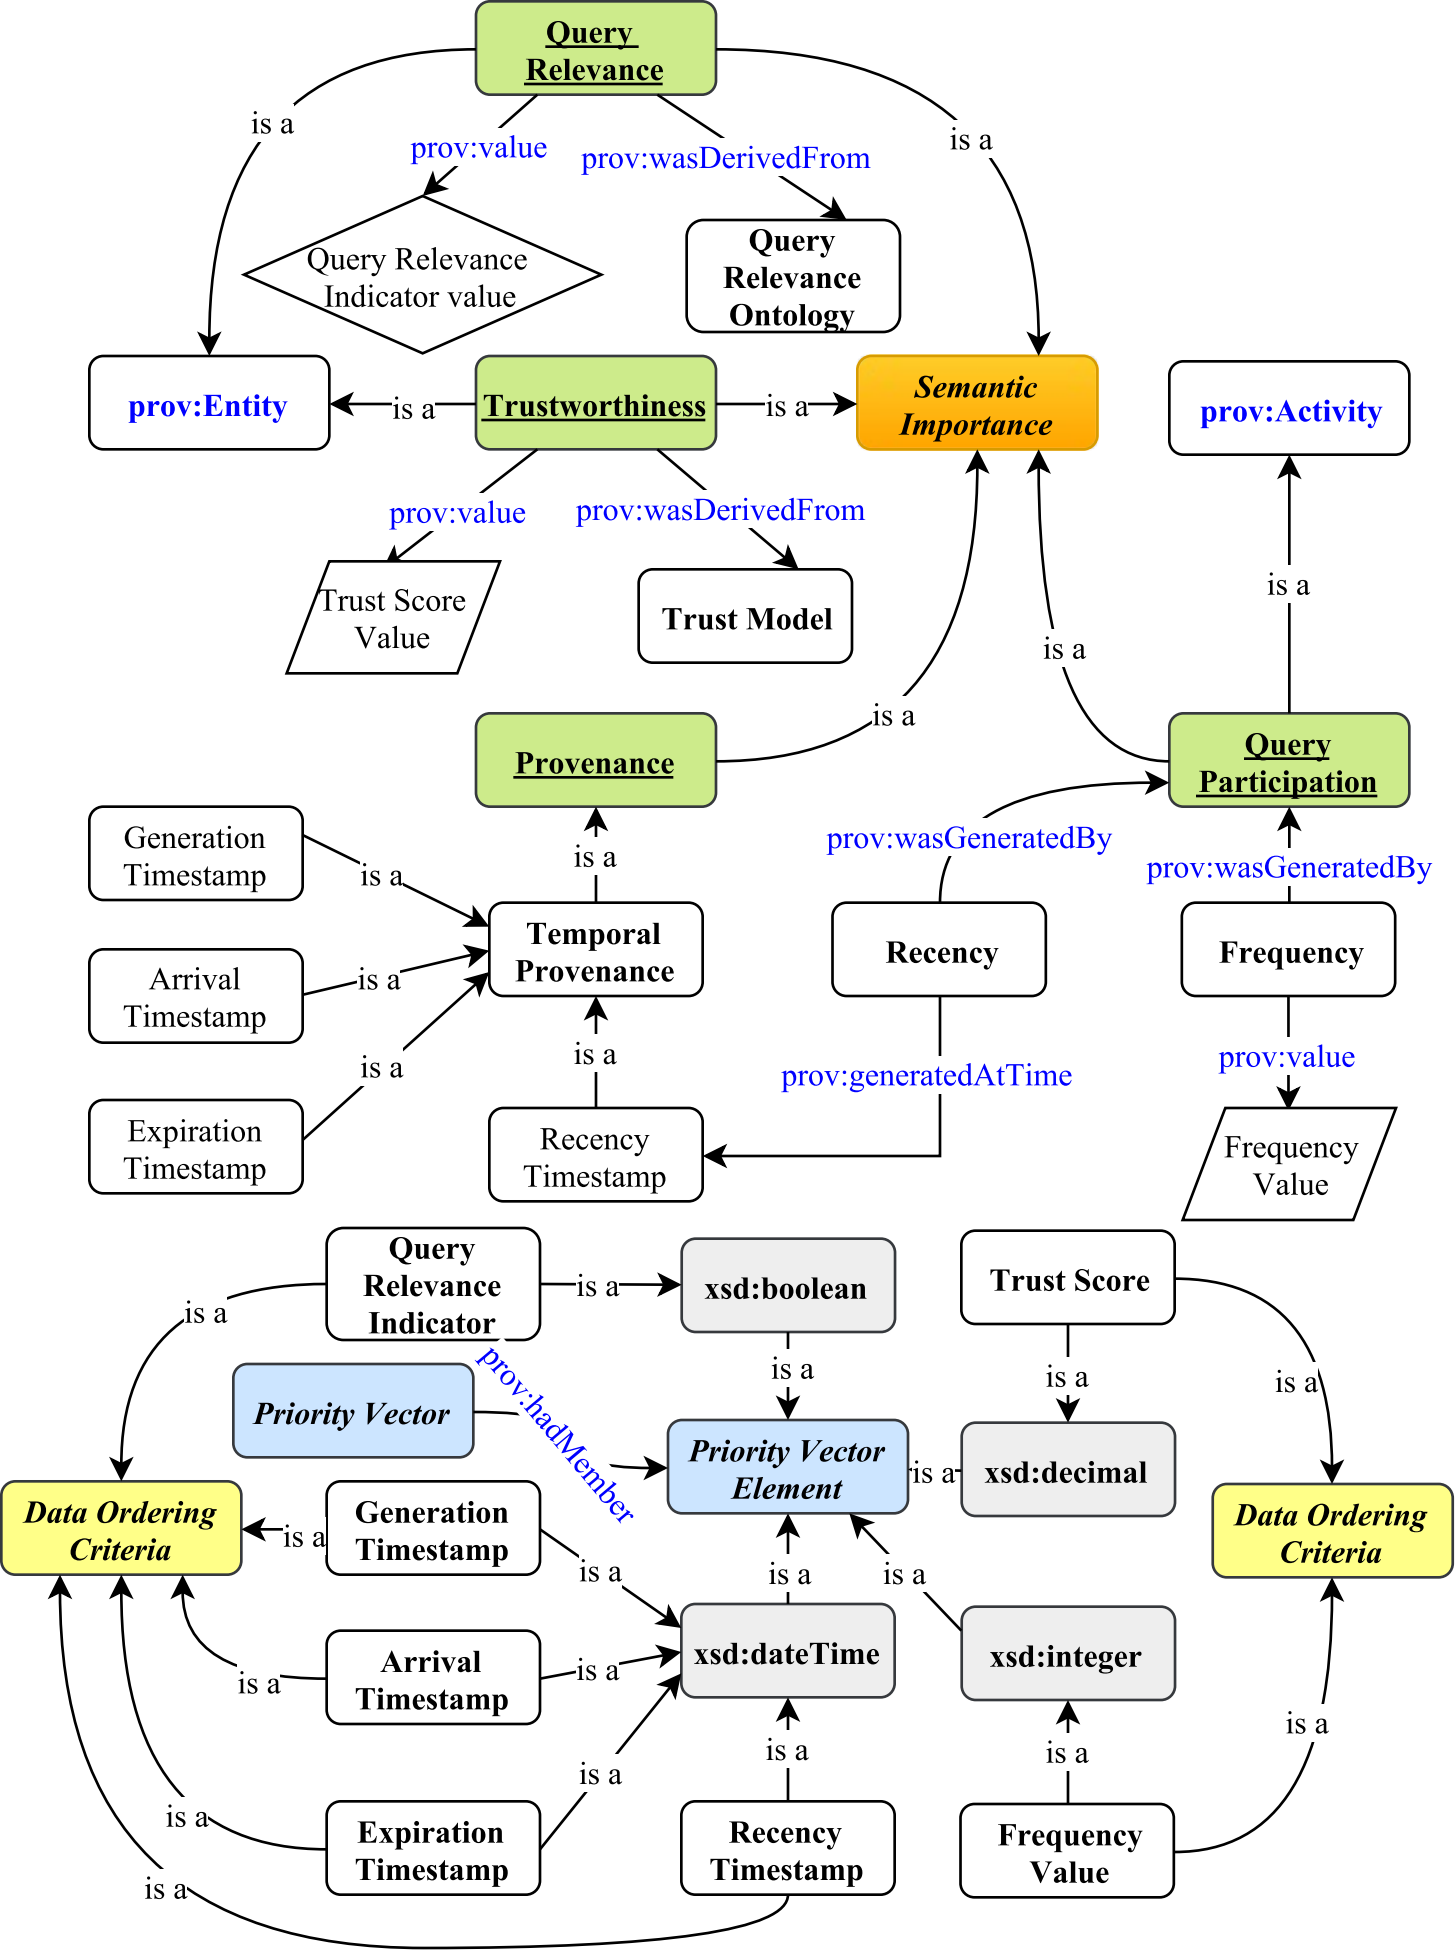 Query
Relevance
is a
prov:value
prov:wasDerivedFrom
is a
Query Relevance
Indicator value
Query
Relevance
Ontology
prov:Entity
is a
Trustworthiness
is a
Semantic
Importance
prov:Activity
prov:value
prov:wasDerivedFrom
Trust Score
Value
Trust Model
is a
is a
is a
Provenance
Query
Participation
Generation
Timestamp
is a
is a
prov:wasGeneratedBy
prov:wasGeneratedBy
Arrival
Timestamp
is a
Temporal
Provenance
Recency
Frequency
Expiration
Timestamp
is a
is a
prov:generatedAtTime
prov:value
Recency
Timestamp
Frequency
Value
Query
Relevance
Indicator
is a
xsd:boolean
Trust Score
is a
is a
is a
is a
prov:hadMember
Priority Vector
Priority Vector
Element
is a
xsd:decimal
Data Ordering
Criteria
is a
Generation
Timestamp
is a
is a
is a
Data Ordering
Criteria
is a
Arrival
Timestamp
is a
xsd:dateTime
xsd:integer
is a
Expiration
Timestamp
is a
is a
is a
is a
is a
Recency
Timestamp
Frequency
Value